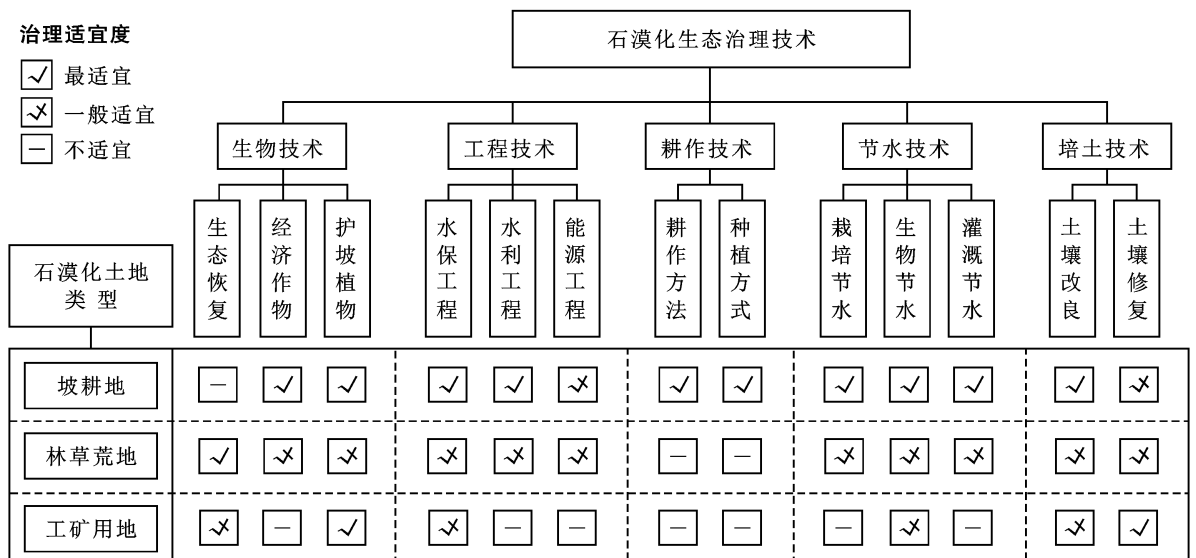 治理适宜度
最适宜
一般适宜
不适宜
石漠化生态治理技术
生物技术
工程技术
耕作技术
节水技术
培土技术
生态恢复
经济作物
护坡植物
水保工程
水利工程
能源工程
耕作方法
种植方式
栽培节水
生物节水
灌溉节水
土壤改良
土壤修复
石漠化土地
类型
坡耕地
林草荒地
工矿用地